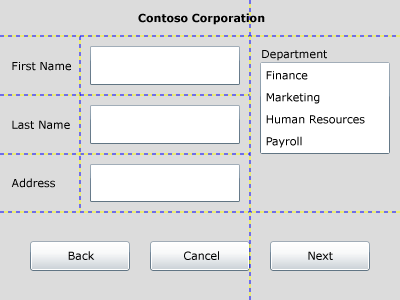 Contoso Corporation
First Name
Last Name
Address
Department
Finance
Marketing
Human Resources
Payroll
Back
Cancel
Next